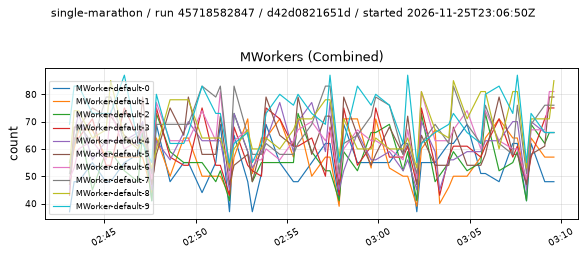 single-marathon / run 45718582847 / d42d0821651d / started 2026-11-25T23:06:50Z
MWorkers (Combined)
count
80
70
60
50
40
MWorker-default-0
MWorker-default-1
MWorker-default-2
MWorker-default-3
MWorker-default-4
MWorker-default-5
MWorker-default-6
MWorker-default-7
MWorker-default-8
MWorker-default-9
02:45
02:50
02:55
03:00
03:05
03:10